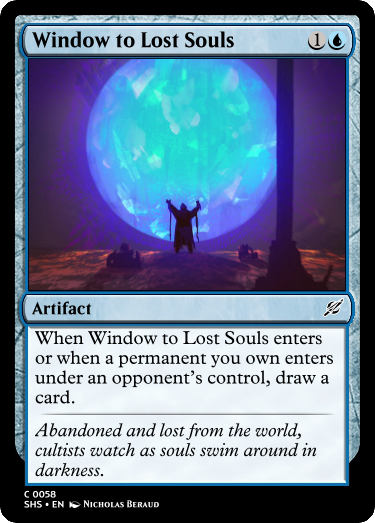 Window to Lost Souls 1
Artifact
When Window to Lost Souls enters
or when a permanent you own enters
under an opponent's control, draw a
card.
Abandoned and lost from the world,
cultists watch as souls swim around in
darkness.
C 0058
SHS • EN Nicholas Beraud